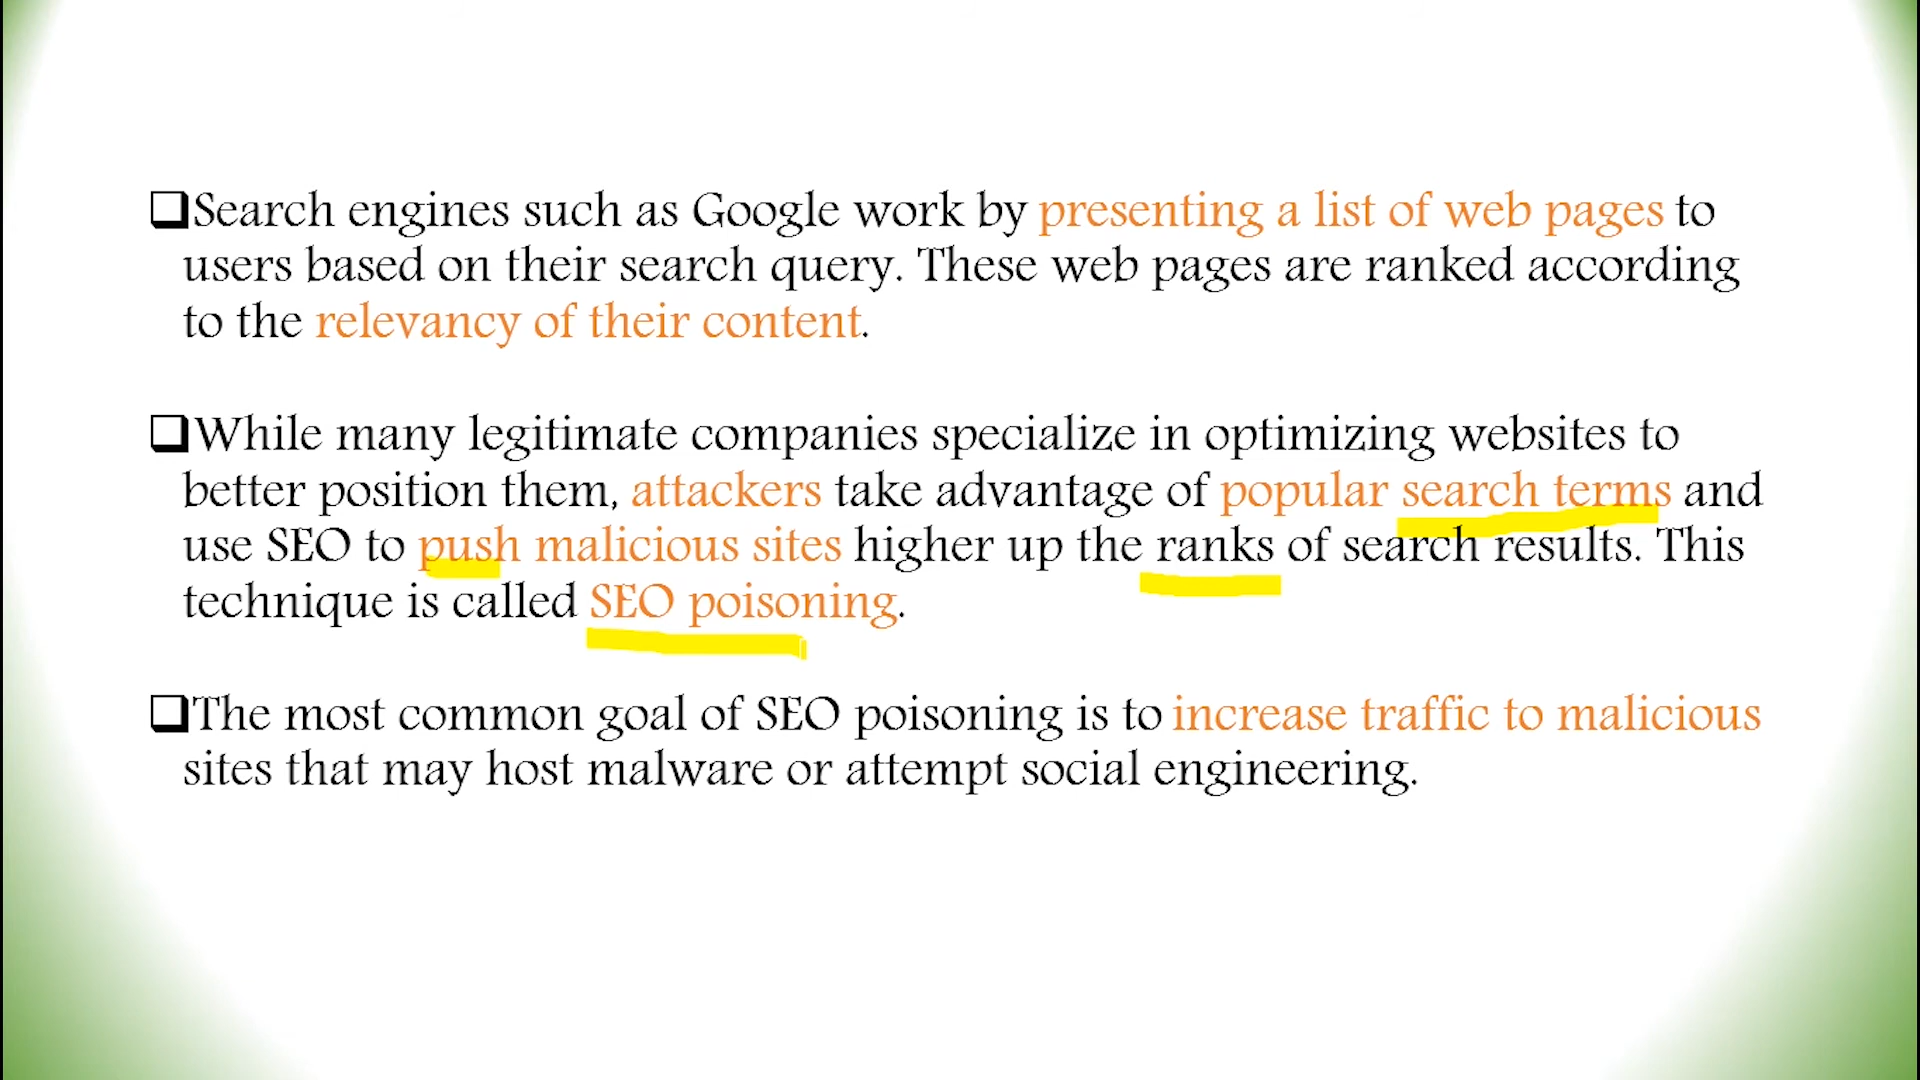 ❑Search engines such as Google work by presenting a list of web pages to
users based on their search query. These web pages are ranked according
to the relevancy of their content.
❑While many legitimate companies specialize in optimizing websites to
better position them, attackers take advantage of popular search terms and
use SEO to push malicious sites higher up the ranks of search results. This
technique is called SEO poisoning.
❑The most common goal of SEO poisoning is to increase traffic to malicious
sites that may host malware or attempt social engineering.